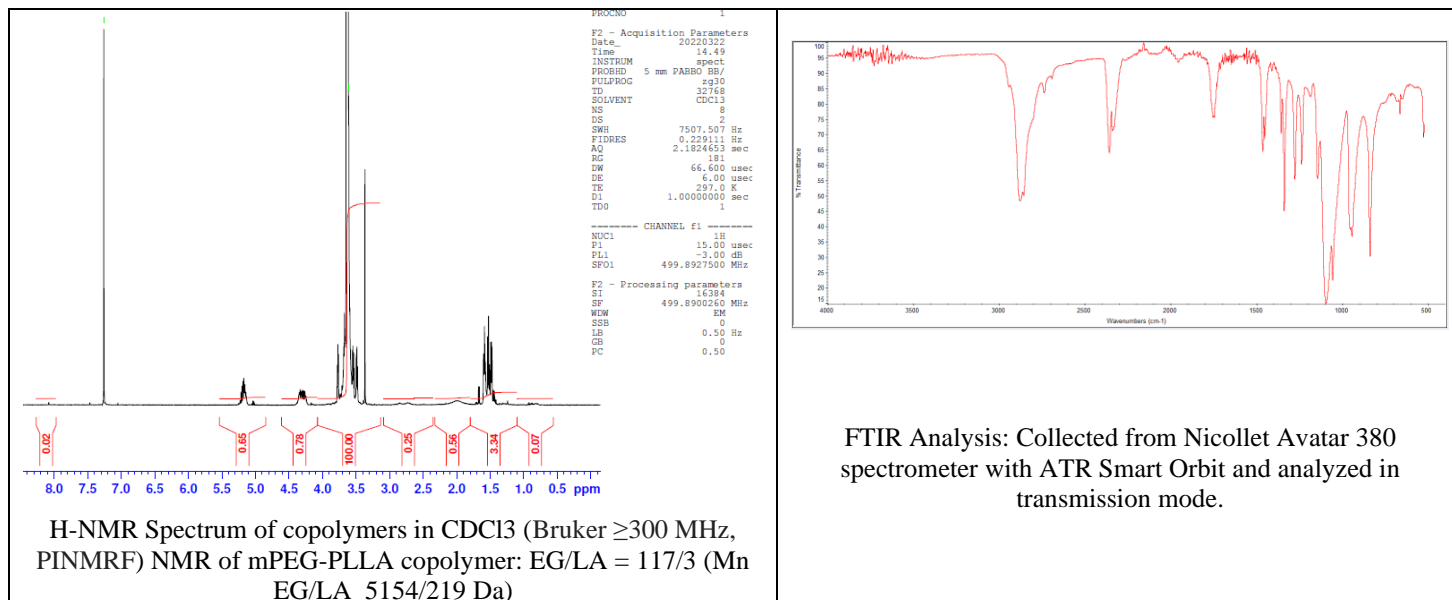 PROCNO 1
F2 - Acquisition Parameters
Date_ 20220322
Time 14.49
INSTRUM spect
PROBHD 5 mm PABBO BB/
PULPROG zg30
TD 32768
SOLVENT CDCl3
NS 8
DS 2
SWH 7507.507 Hz
FIDRES 0.229111 Hz
AQ 2.1824653 sec
RG 181
DW 66.600 usec
DE 6.00 usec
TE 297.0 K
D1 1.00000000 sec
TD0 1
======== CHANNEL f1 ========
NUC1 1H
P1 15.00 usec
PL1 -3.00 dB
SFO1 499.8927500 MHz
F2 - Processing parameters
SI 16384
SF 499.8900260 MHz
WDW EM
SSB 0
LB 0.50 Hz
GB 0
PC 0.50
0.02 0.65 0.78 100.00 0.25 0.56 3.34 0.07
8.0 7.5 7.0 6.5 6.0 5.5 5.0 4.5 4.0 3.5 3.0 2.5 2.0 1.5 1.0 0.5 ppm
H-NMR Spectrum of copolymers in CDCl3 (Bruker ≥300 MHz,
PINMRF) NMR of mPEG-PLLA copolymer: EG/LA = 117/3 (Mn
EG/LA_5154/219 Da)
100
95
90
85
80
75
70
65
60
55
50
45
40
35
30
25
20
15
% Transmittance
4000 3500 3000 2500 2000 1500 1000 500
Wavenumbers (cm-1)
FTIR Analysis: Collected from Nicollet Avatar 380
spectrometer with ATR Smart Orbit and analyzed in
transmission mode.